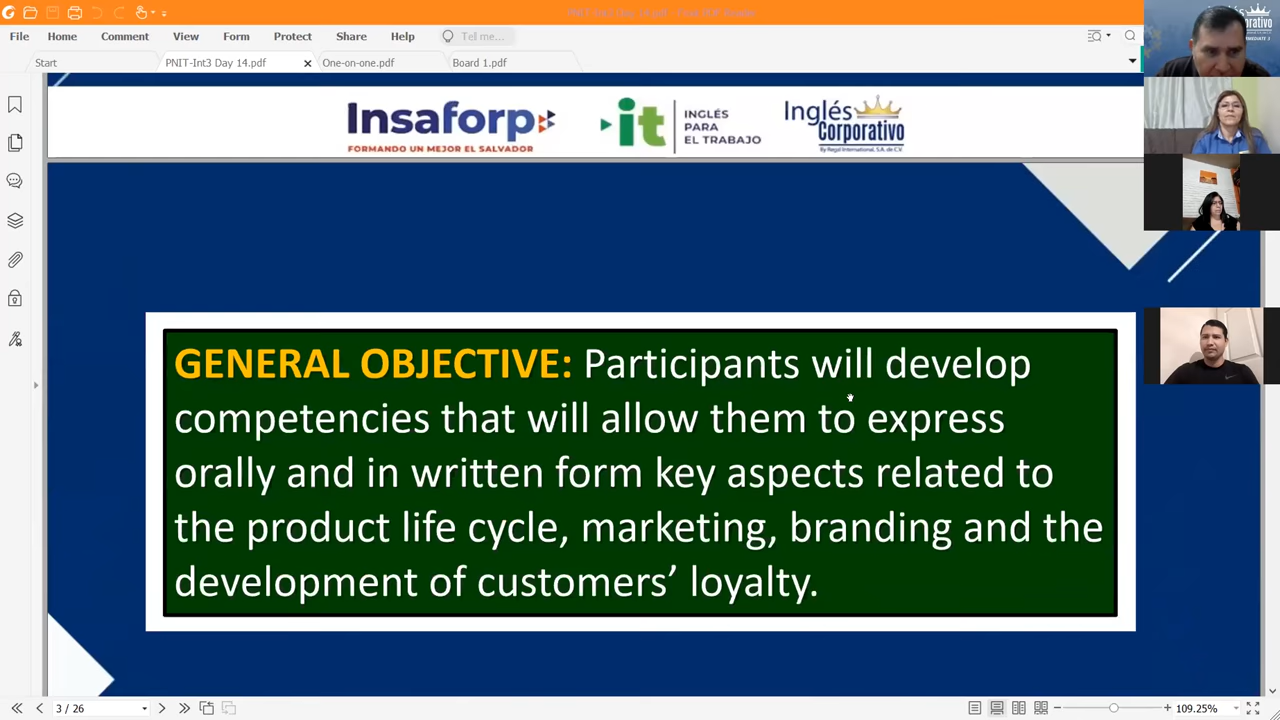 File Home Comment View Form Protect Share Help Tell me...
Start PNIT-Int3 Day 14.pdf One-on-one.pdf Board 1.pdf
Insaforp
FORMANDO UN MEJOR EL SALVADOR
it
INGLÉS
PARA
EL TRABAJO
Inglés
Corporativo
By Regal International, S.A. de C.V.
GENERAL OBJECTIVE: Participants will develop
competencies that will allow them to express
orally and in written form key aspects related to
the product life cycle, marketing, branding and the
development of customers’ loyalty.
3 / 26
109.25%